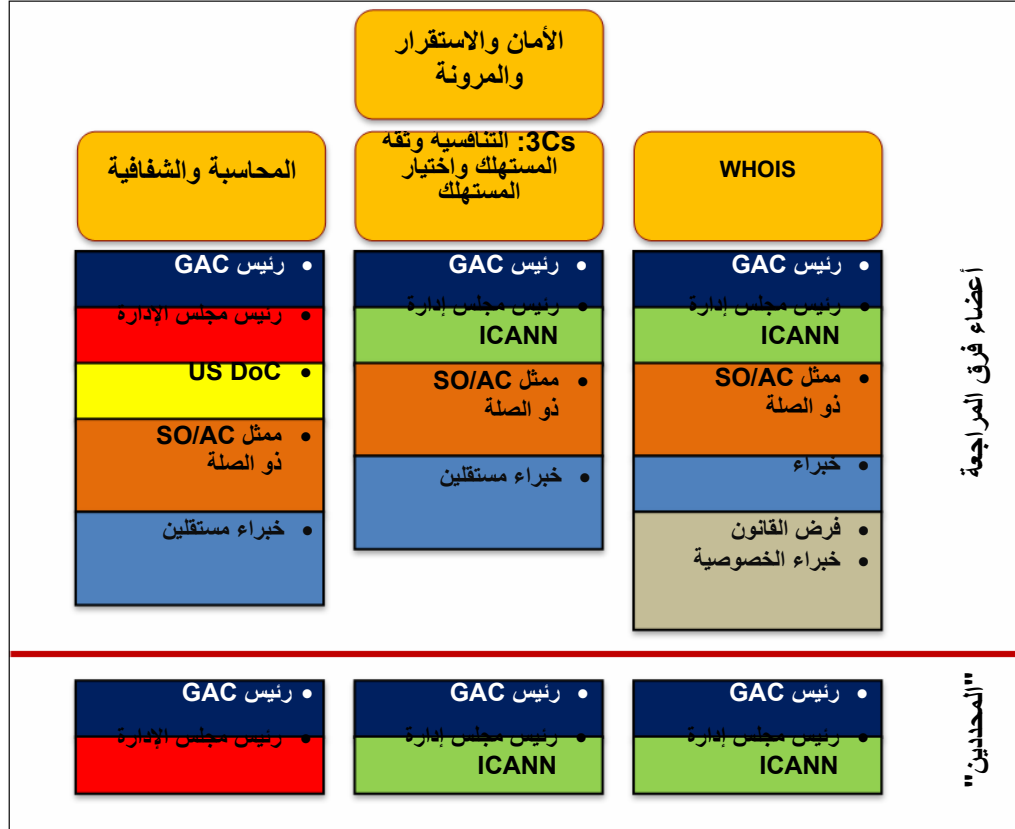 الأمان والاستقرار
والمرونة
WHOIS
3Cs: التنافسيه وثقه
المستهلك واختيار
المستهلك
المحاسبة والشفافية
أعضاء فرق المراجعة
• رئيس GAC
• رئيس مجلس إدارة
ICANN
• ممثل SO/AC
ذو الصلة
• خبراء
• فرض القانون
• خبراء الخصوصية
• رئيس GAC
• رئيس مجلس إدارة
ICANN
• ممثل SO/AC
ذو الصلة
• خبراء مستقلين
• رئيس GAC
• رئيس مجلس الإدارة
• US DoC
• ممثل SO/AC
ذو الصلة
• خبراء مستقلين
"المحددين"
• رئيس GAC
• رئيس مجلس إدارة
ICANN
• رئيس GAC
• رئيس مجلس إدارة
ICANN
• رئيس GAC
• رئيس مجلس الإدارة